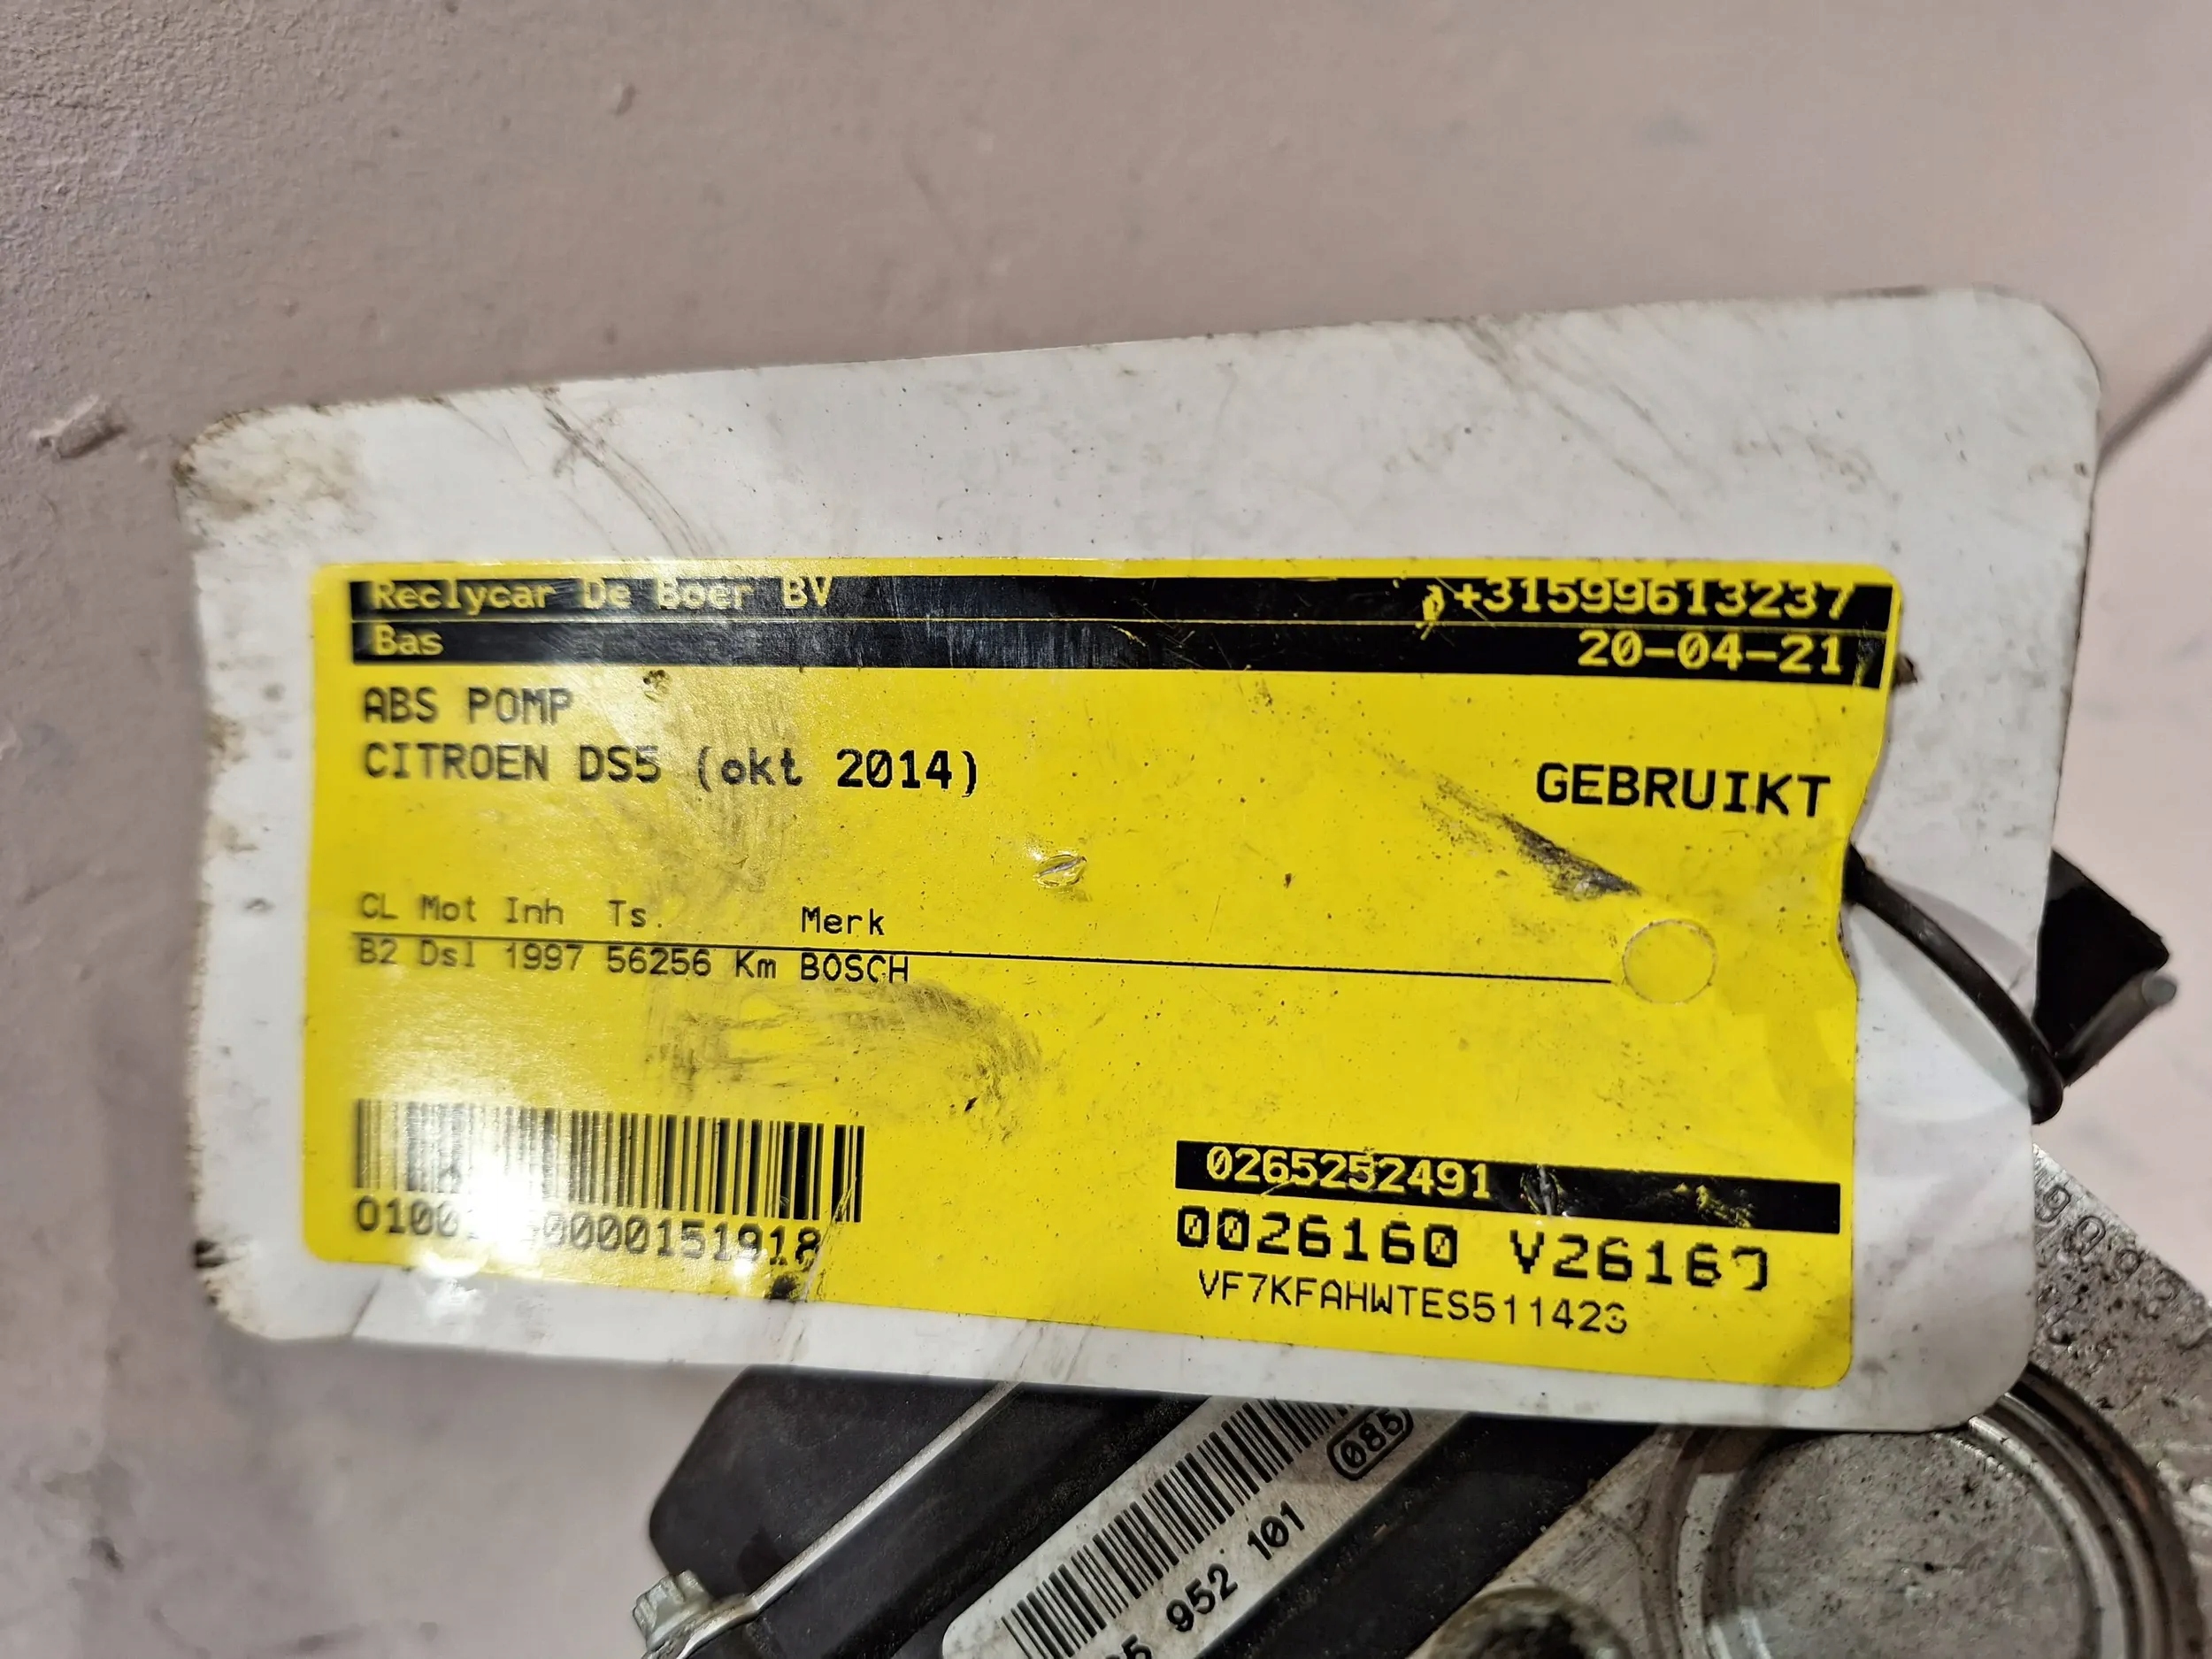 Reclycar De Boer BV +31599613237
Bas 20-04-21
ABS POMP
CITROEN DS5 (okt 2014)
GEBRUIKT
CL Mot Inh Ts. Merk
B2 Dsl 1997 56256 Km BOSCH
0265252491
0026160 V26160
VF7KFAHWTES511423
085
952 101